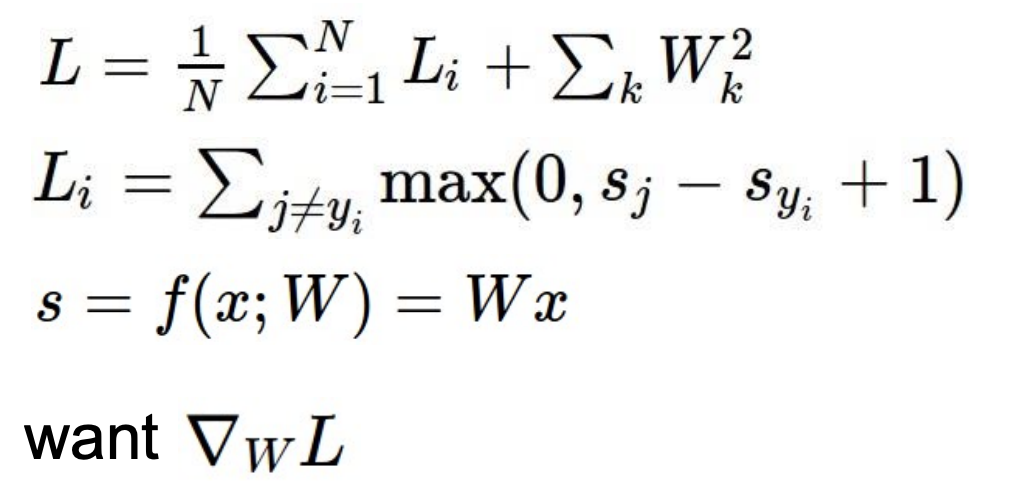 L = \frac{1}{N} \sum_{i=1}^{N} L_i + \sum_k W_k^2
L_i = \sum_{j \neq y_i} \max(0, s_j - s_{y_i} + 1)
s = f(x; W) = Wx
want \nabla_W L